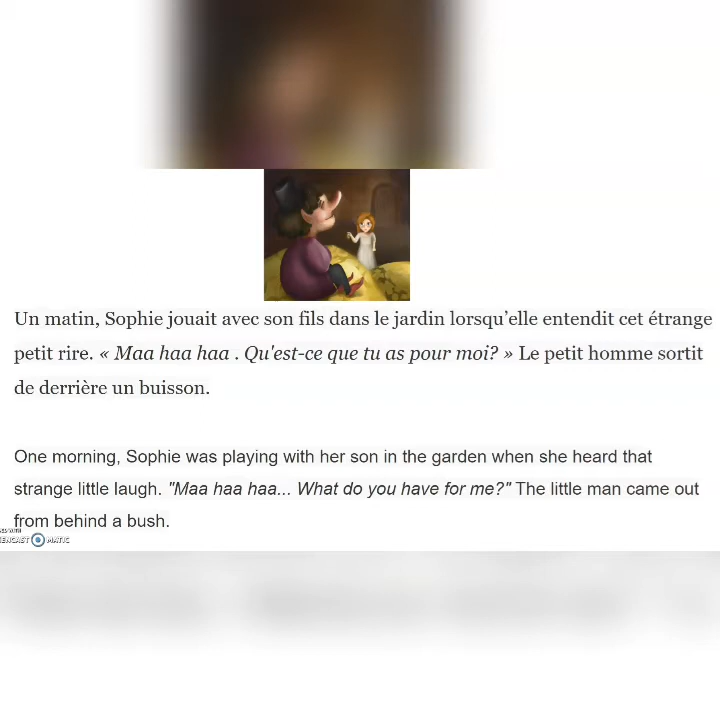 Un matin, Sophie jouait avec son fils dans le jardin lorsqu'elle entendit cet étrange
petit rire. « Maa haa haa . Qu'est-ce que tu as pour moi? » Le petit homme sortit
de derrière un buisson.
One morning, Sophie was playing with her son in the garden when she heard that
strange little laugh. "Maa haa haa... What do you have for me?" The little man came out
from behind a bush.
MATIC